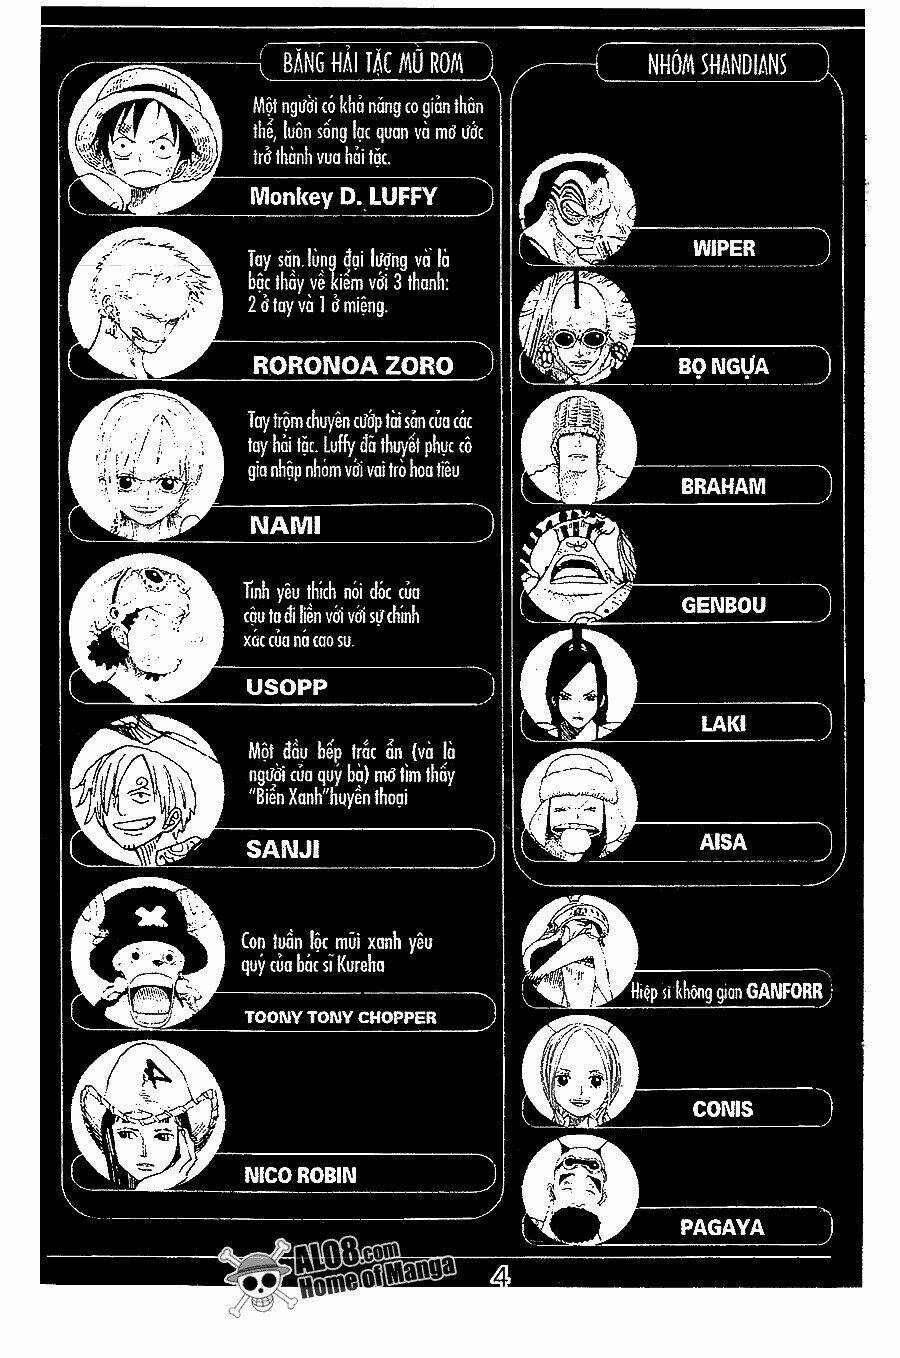 BĂNG HẢI TẶC MŨ RƠM
Một người có khả năng co giãn thân
thể, luôn sống lạc quan và mơ ước
trở thành vua hải tặc.
Monkey D. LUFFY
Tay săn lùng đại lượng và là
bậc thầy về kiếm với 3 thanh:
2 ở tay và 1 ở miệng.
RORONOA ZORO
Tay trộm chuyên cướp tài sản của các
tay hải tặc. Luffy đã thuyết phục cô
gia nhập nhóm với vai trò hoa tiêu
NAMI
Tính yêu thích nói dóc của
cậu ta đi liền với với sự chính
xác của ná cao su.
USOPP
Một đầu bếp trắc ẩn (và là
người của quý bà) mơ tìm thấy
"Biển Xanh"huyền thoại
SANJI
Con tuần lộc mũi xanh yêu
quý của bác sĩ Kureha
TOONY TONY CHOPPER
NICO ROBIN
NHÓM SHANDIANS
WIPER
BỌ NGỰA
BRAHAM
GENBOU
LAKI
AISA
Hiệp sĩ không gian GANFORR
CONIS
PAGAYA
ALO8.com
Home of Manga
4